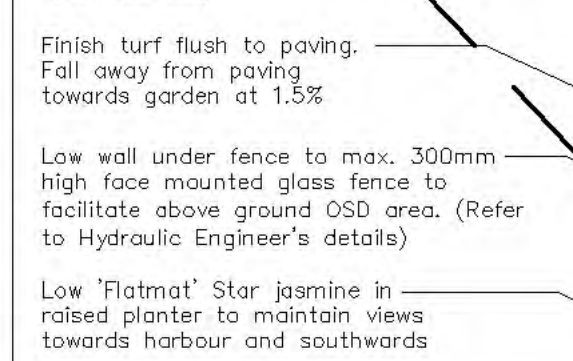 Finish turf flush to paving.
Fall away from paving
towards garden at 1.5%
Low wall under fence to max. 300mm
high face mounted glass fence to
facilitate above ground OSD area. (Refer
to Hydraulic Engineer's details)
Low 'Flatmat' Star jasmine in
raised planter to maintain views
towards harbour and southwards